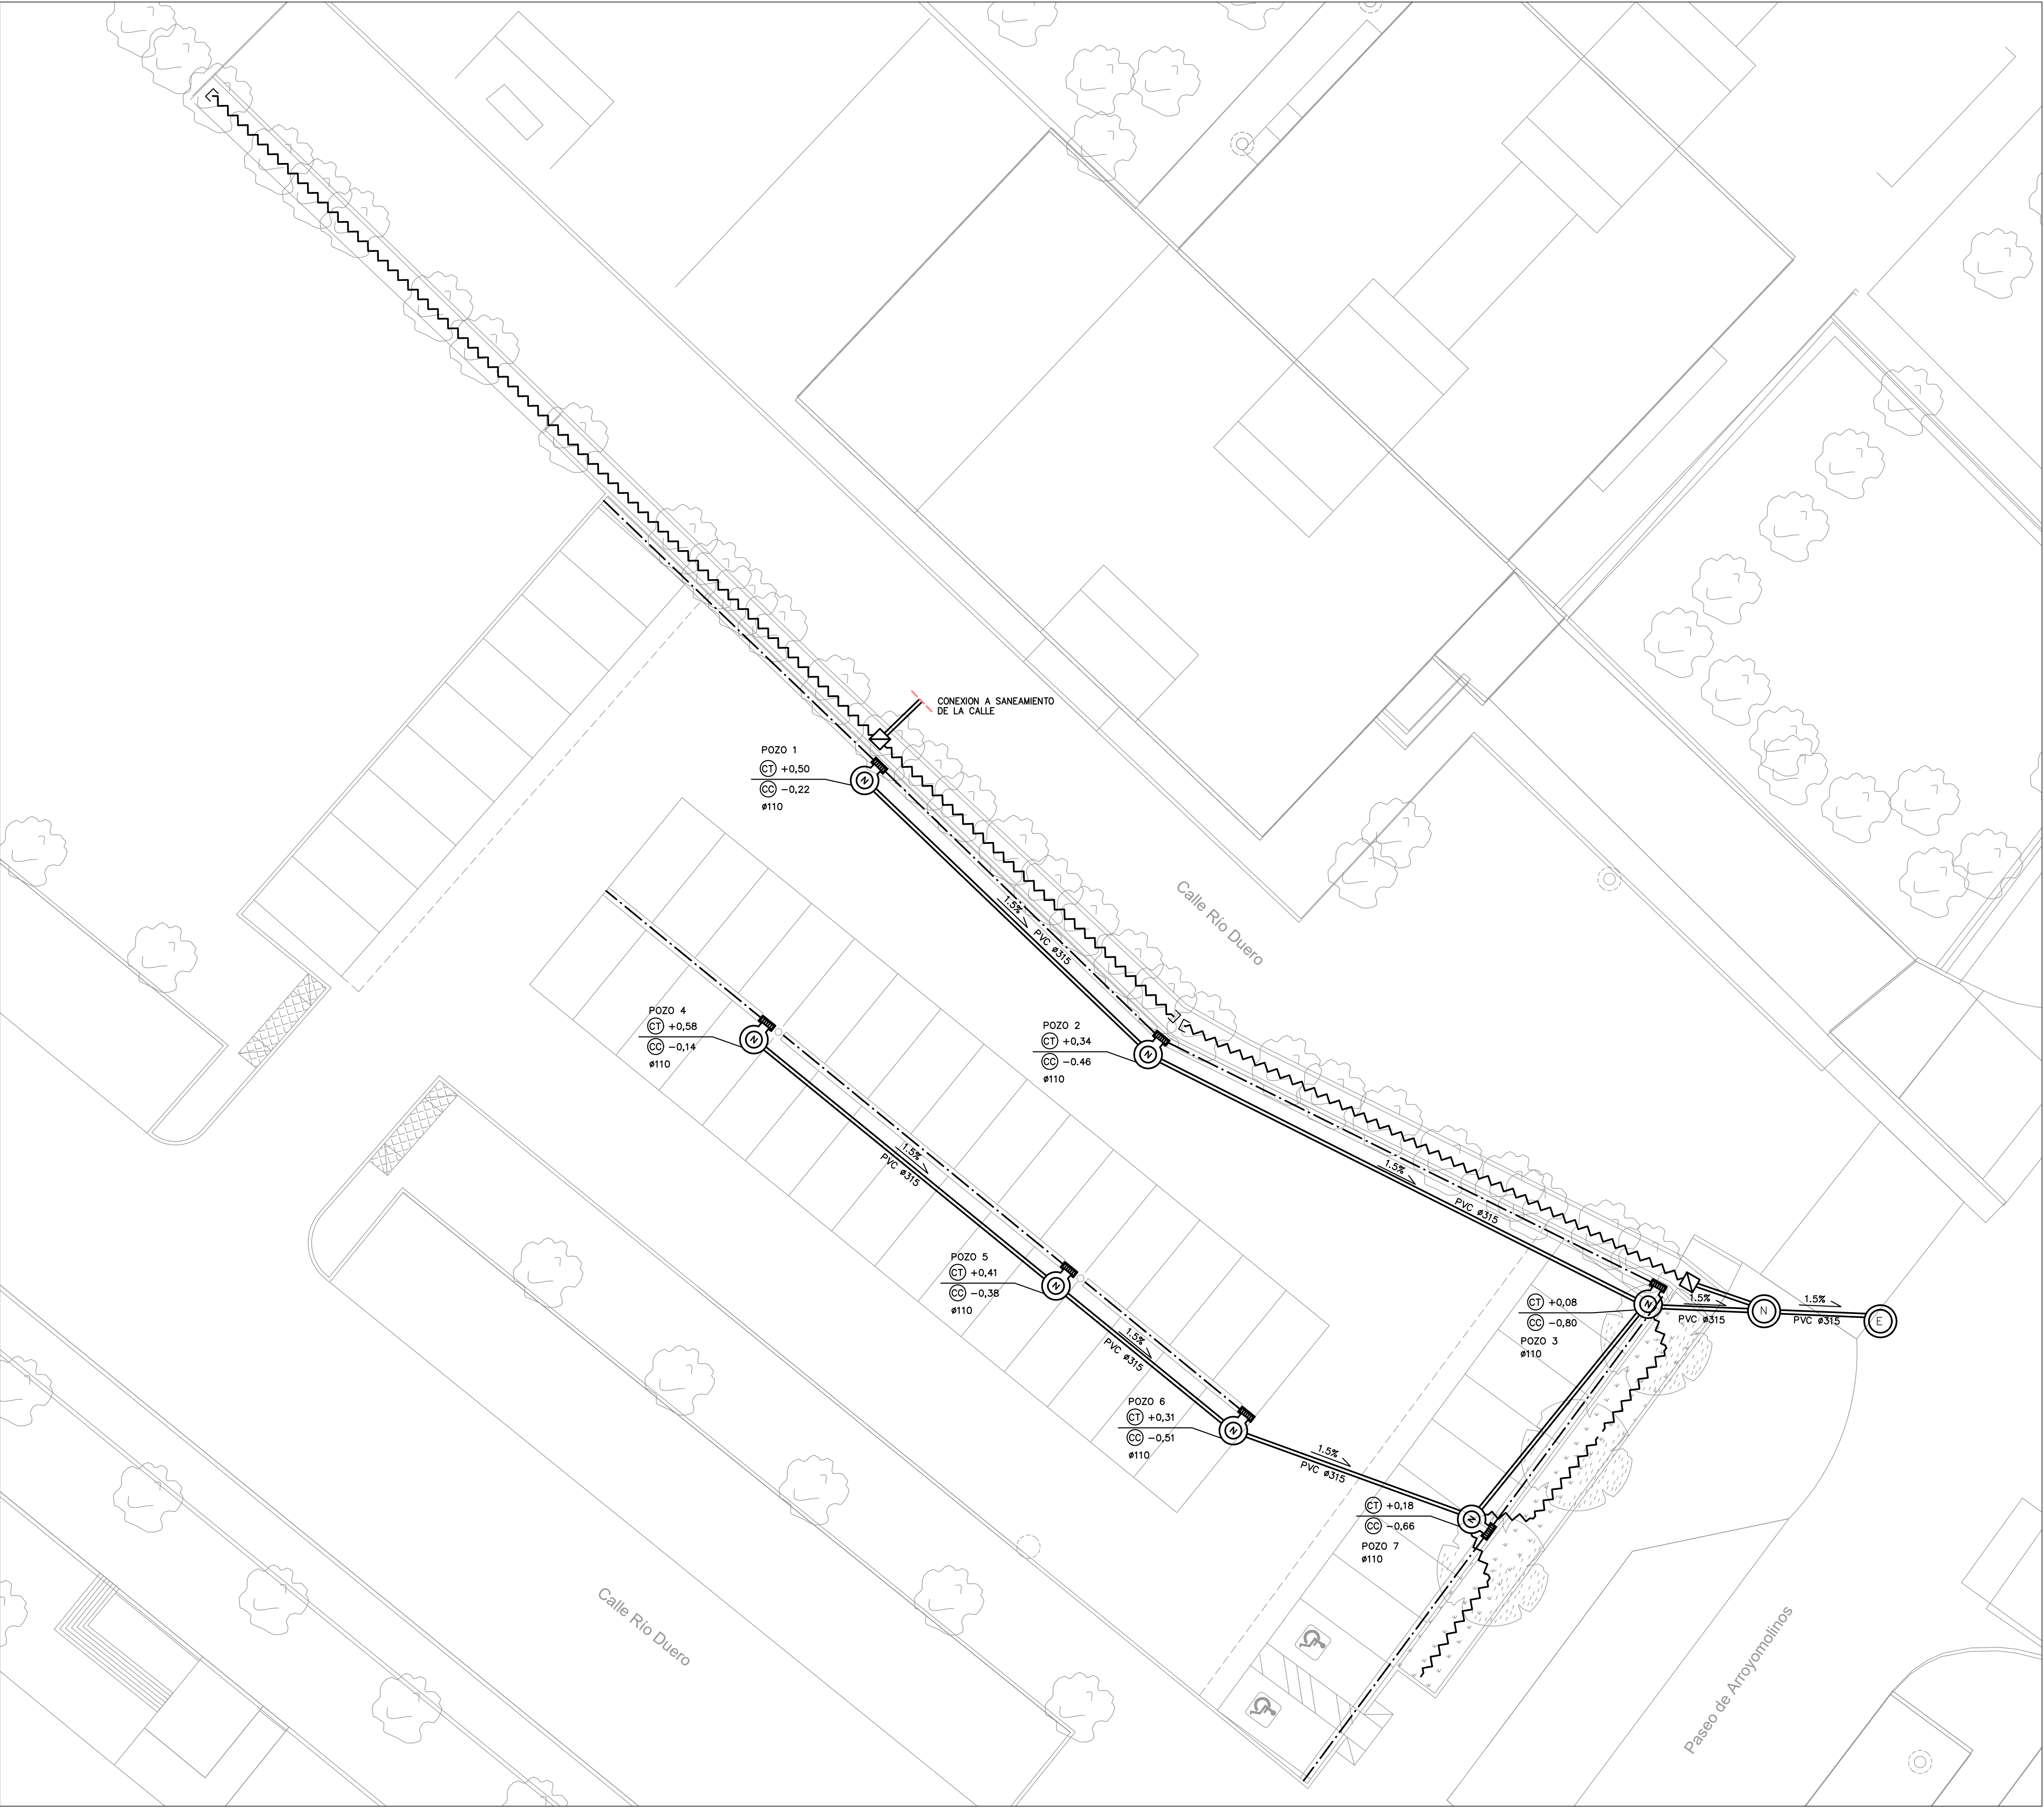 CONEXION A SANEAMIENTO
DE LA CALLE
POZO 1
CT +0,50
CC -0,22
ø110
Calle Río Duero
1.5%
PVC ø315
POZO 4
CT +0,58
CC -0,14
ø110
N
POZO 2
CT +0,34
CC -0.46
ø110
N
N
1.5%
PVC ø315
1.5%
PVC ø315
POZO 5
CT +0,41
CC -0,38
ø110
N
CT +0,08
CC -0,80
POZO 3
ø110
N
1.5%
PVC ø315
N
1.5%
PVC ø315
E
1.5%
PVC ø315
POZO 6
CT +0,31
CC -0,51
ø110
N
1.5%
PVC ø315
CT +0,18
CC -0,66
POZO 7
ø110
N
Calle Río Duero
Paseo de Arroyomolinos